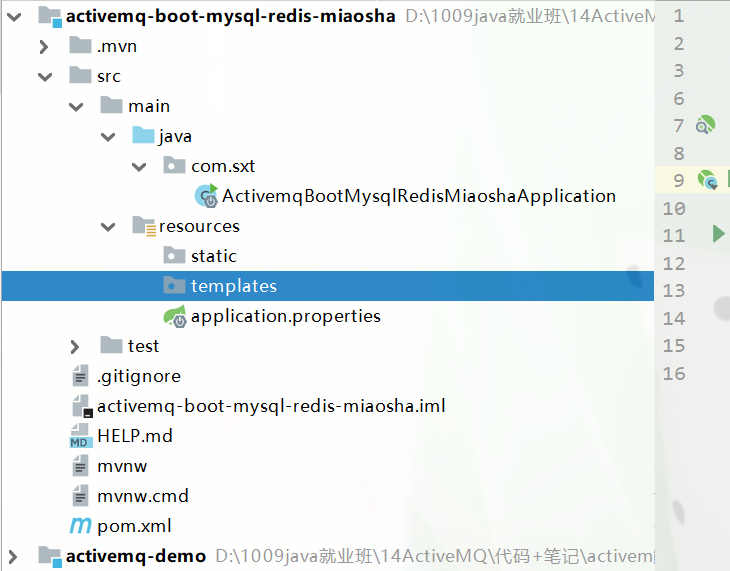 activemq-boot-mysql-redis-miaosha D:\1009java就业班\14ActiveM
.mvn
src
main
java
com.sxt
ActivemqBootMysqlRedisMiaoshaApplication
resources
static
templates
application.properties
test
.gitignore
activemq-boot-mysql-redis-miaosha.iml
HELP.md
mvnw
mvnw.cmd
pom.xml
activemq-demo D:\1009java就业班\14ActiveMQ\代码+笔记\activem
1
2
3
6
7
8
9
10
11
12
13
14
15
16